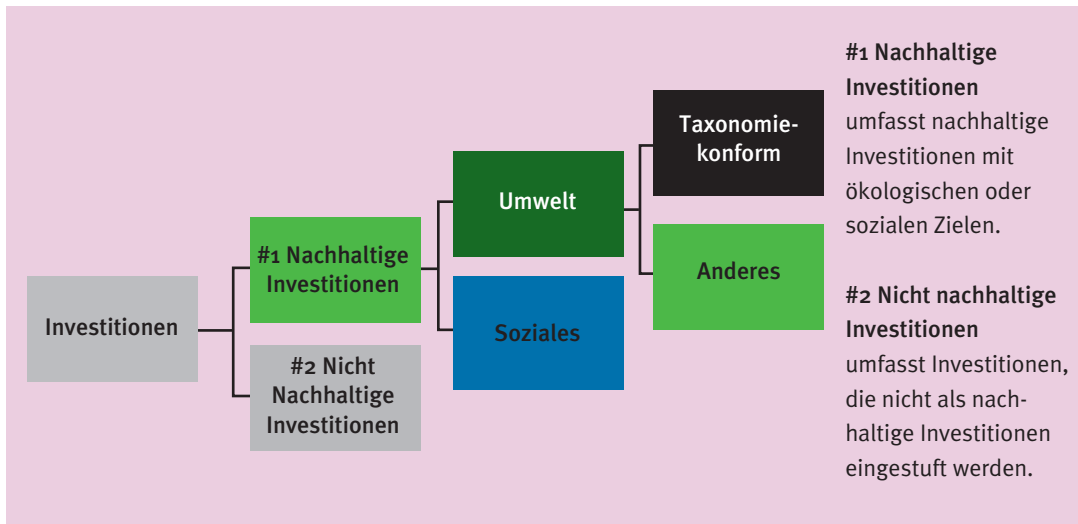 Investitionen
#1 Nachhaltige
Investitionen
#2 Nicht
Nachhaltige
Investitionen
Umwelt
Soziales
Taxonomie-
konform
Anderes
#1 Nachhaltige
Investitionen
umfasst nachhaltige
Investitionen mit
ökologischen oder
sozialen Zielen.
#2 Nicht nachhaltige
Investitionen
umfasst Investitionen,
die nicht als nach-
haltige Investitionen
eingestuft werden.